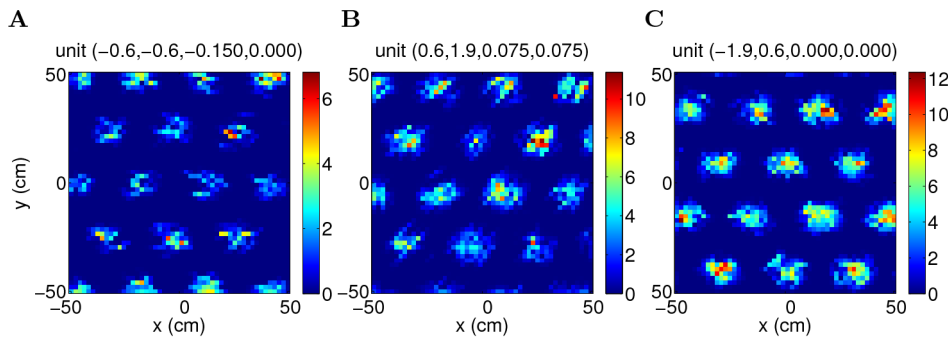 A B C
unit (−0.6,−0.6,−0.150,0.000) unit (0.6,1.9,0.075,0.075) unit (−1.9,0.6,0.000,0.000)
50 6 50 10 50 12
4 8 10
y (cm) 0 0 6 0 8
2 4 6
2 4
−50 0 −50 0 50 2
0
−50 0 50 −50 0 50 −50 0 50
x (cm) x (cm) x (cm)